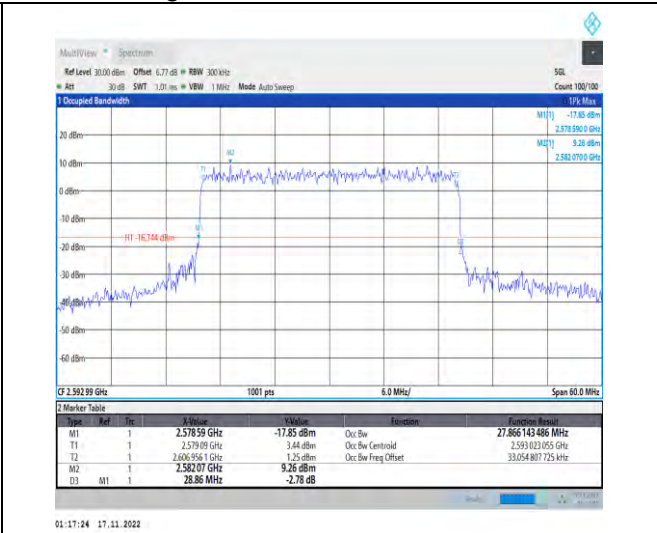 MultiView Spectrum
Ref Level 30.00 dBm Offset 6.77 dB RBW 300 kHz SGL
Att 30 dB SWT 1.01 ms VBW 1 MHz Mode Auto Sweep Count 100/100
1 Occupied Bandwidth 1Pk Max
M1[1] -17.85 dBm
2.578 590 0 GHz
20 dBm
M2[1] 9.26 dBm
2.582 070 0 GHz
M2
10 dBm
T1
0 dBm
-10 dBm
M1
H1 -16.744 dBm
-20 dBm
-30 dBm
-40 dBm
-50 dBm
-60 dBm
CF 2.592 99 GHz 1001 pts 6.0 MHz/ Span 60.0 MHz
2 Marker Table
Type Ref Trc X-Value Y-Value Function Function Result
M1 1 2.578 59 GHz -17.85 dBm Occ Bw 27.866 143 486 MHz
T1 1 2.579 09 GHz 3.44 dBm Occ Bw Centroid 2.593 023 055 GHz
T2 1 2.606 956 1 GHz 1.25 dBm Occ Bw Freq Offset 33.054 807 725 kHz
M2 1 2.582 07 GHz 9.26 dBm
D3 M1 1 28.86 MHz -2.78 dB
01:17:24 17.11.2022